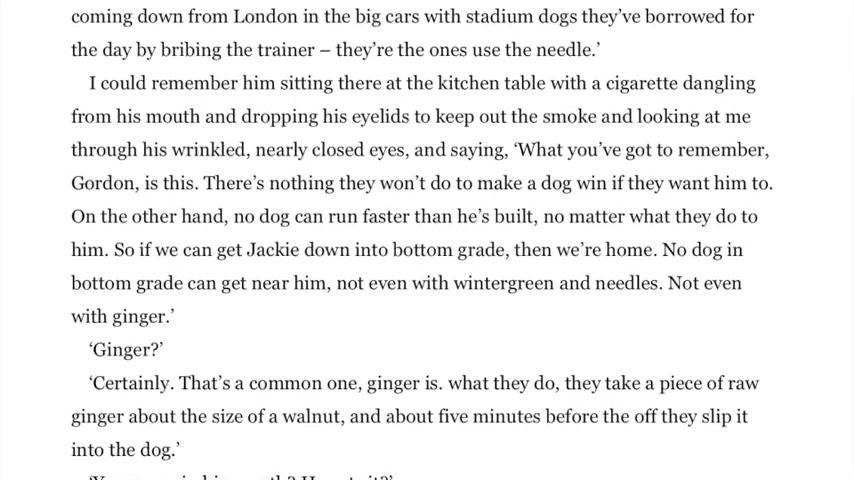 coming down from London in the big cars with stadium dogs they’ve borrowed for
the day by bribing the trainer – they’re the ones use the needle.’
I could remember him sitting there at the kitchen table with a cigarette dangling
from his mouth and dropping his eyelids to keep out the smoke and looking at me
through his wrinkled, nearly closed eyes, and saying, ‘What you’ve got to remember,
Gordon, is this. There’s nothing they won’t do to make a dog win if they want him to.
On the other hand, no dog can run faster than he’s built, no matter what they do to
him. So if we can get Jackie down into bottom grade, then we’re home. No dog in
bottom grade can get near him, not even with wintergreen and needles. Not even
with ginger.’
‘Ginger?’
‘Certainly. That’s a common one, ginger is. what they do, they take a piece of raw
ginger about the size of a walnut, and about five minutes before the off they slip it
into the dog.’